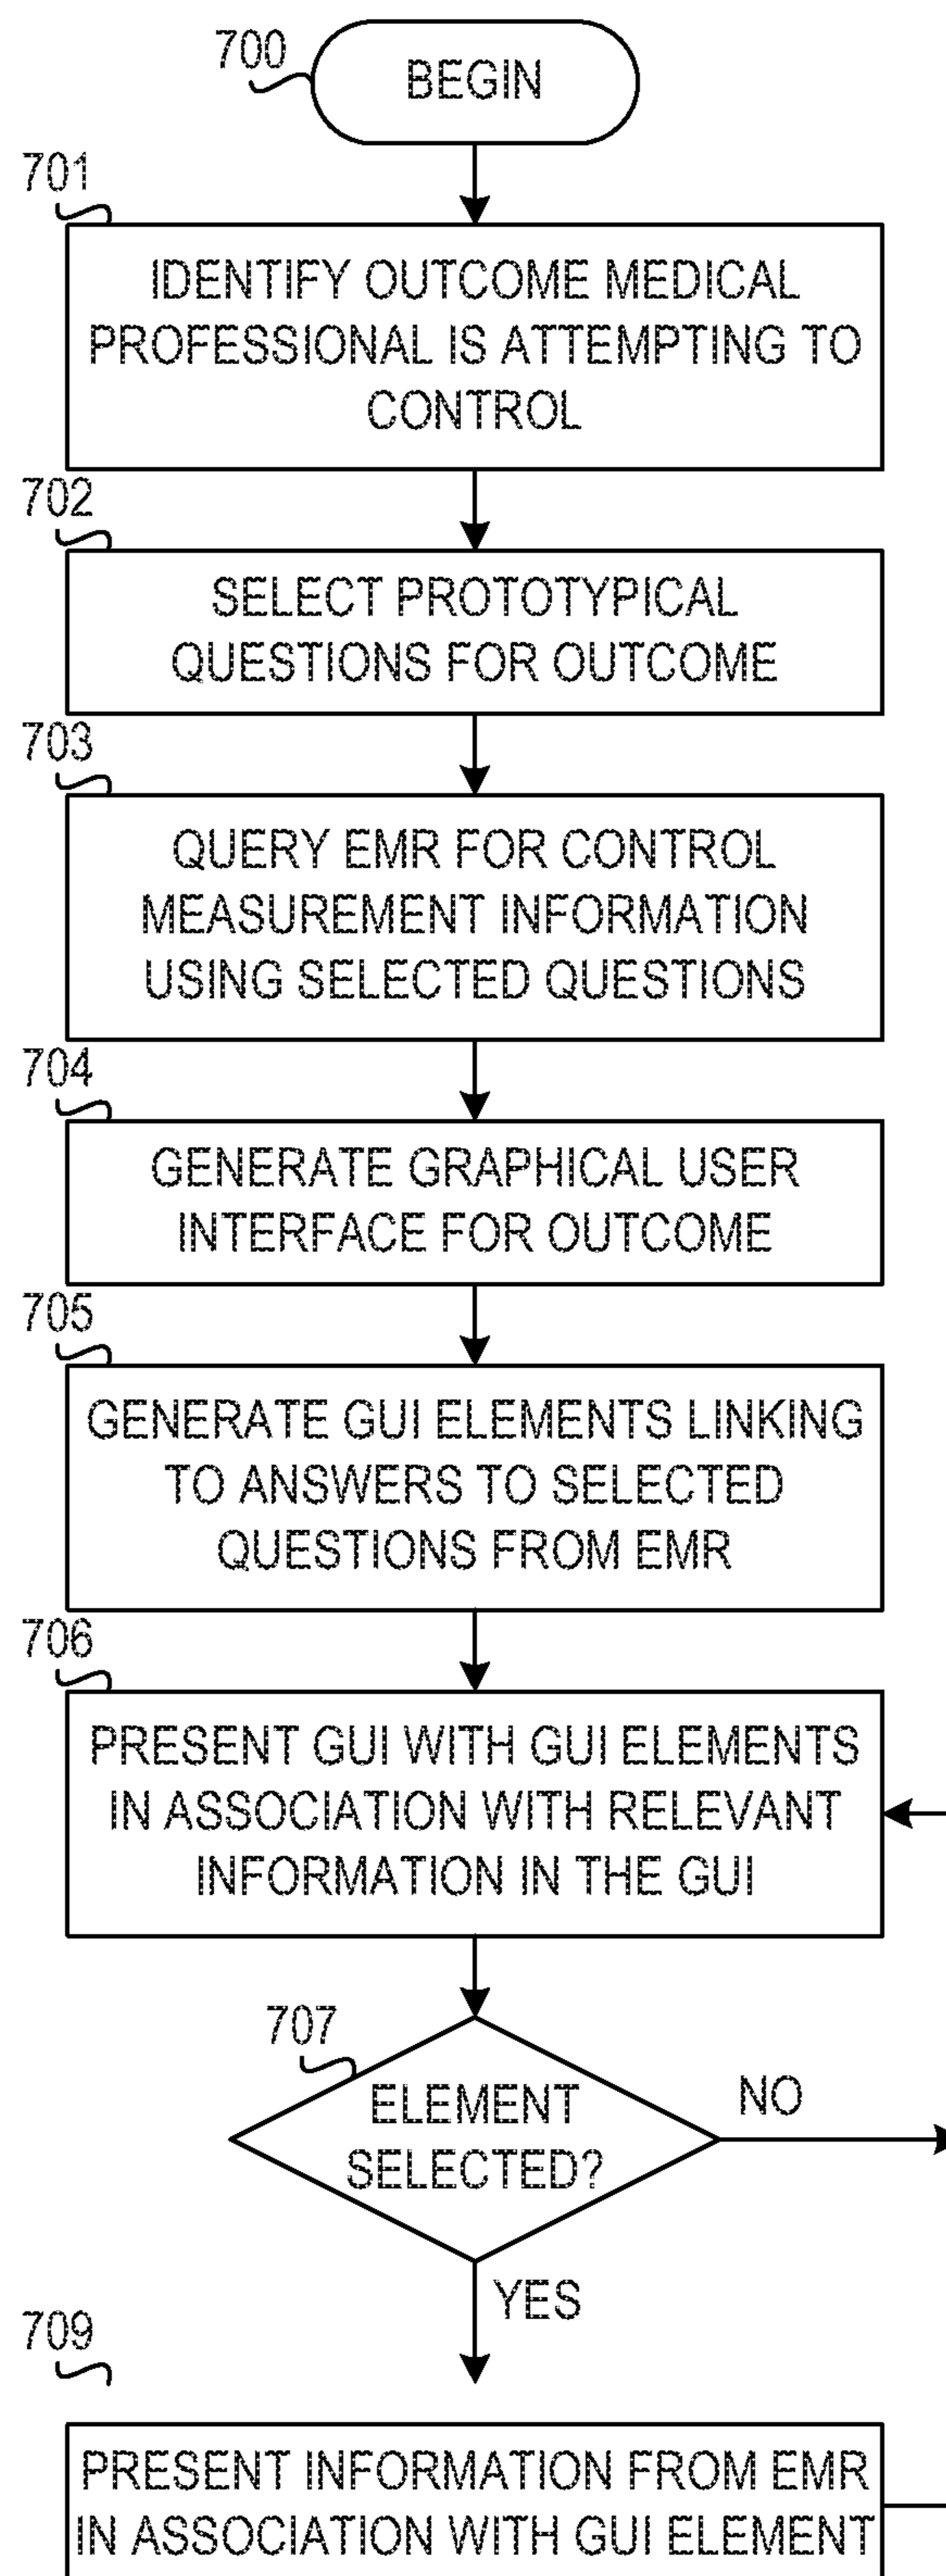 700
BEGIN
701
IDENTIFY OUTCOME MEDICAL
PROFESSIONAL IS ATTEMPTING TO
CONTROL
702
SELECT PROTOTYPICAL
QUESTIONS FOR OUTCOME
703
QUERY EMR FOR CONTROL
MEASUREMENT INFORMATION
USING SELECTED QUESTIONS
704
GENERATE GRAPHICAL USER
INTERFACE FOR OUTCOME
705
GENERATE GUI ELEMENTS LINKING
TO ANSWERS TO SELECTED
QUESTIONS FROM EMR
706
PRESENT GUI WITH GUI ELEMENTS
IN ASSOCIATION WITH RELEVANT
INFORMATION IN THE GUI
707
ELEMENT
SELECTED?
NO
YES
709
PRESENT INFORMATION FROM EMR
IN ASSOCIATION WITH GUI ELEMENT